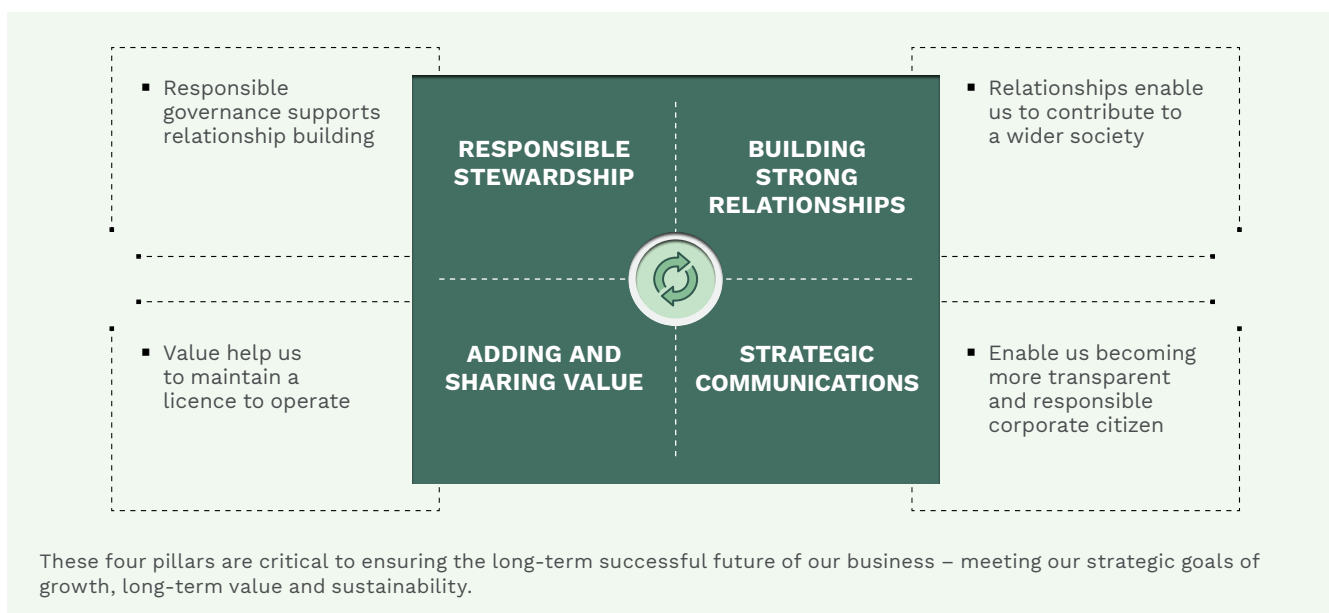 Responsible
governance supports
relationship building
RESPONSIBLE
STEWARDSHIP
BUILDING
STRONG
RELATIONSHIPS
Relationships enable
us to contribute to
a wider society
Value help us
to maintain a
licence to operate
ADDING AND
SHARING VALUE
STRATEGIC
COMMUNICATIONS
Enable us becoming
more transparent
and responsible
corporate citizen
These four pillars are critical to ensuring the long-term successful future of our business – meeting our strategic goals of
growth, long-term value and sustainability.